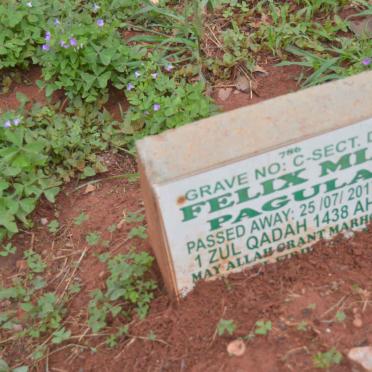 786
GRAVE NO: C-SECT. D
FELIX
PAGULA
PASSED AWAY: 25/07/201
1 ZUL QADAH 1438 AH
MAY ALLAH GRANT